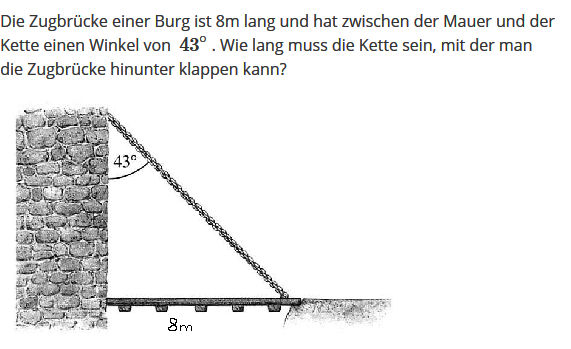 Die Zugbrücke einer Burg ist 8m lang und hat zwischen der Mauer und der
Kette einen Winkel von 43° . Wie lang muss die Kette sein, mit der man
die Zugbrücke hinunter klappen kann?
43°
8m